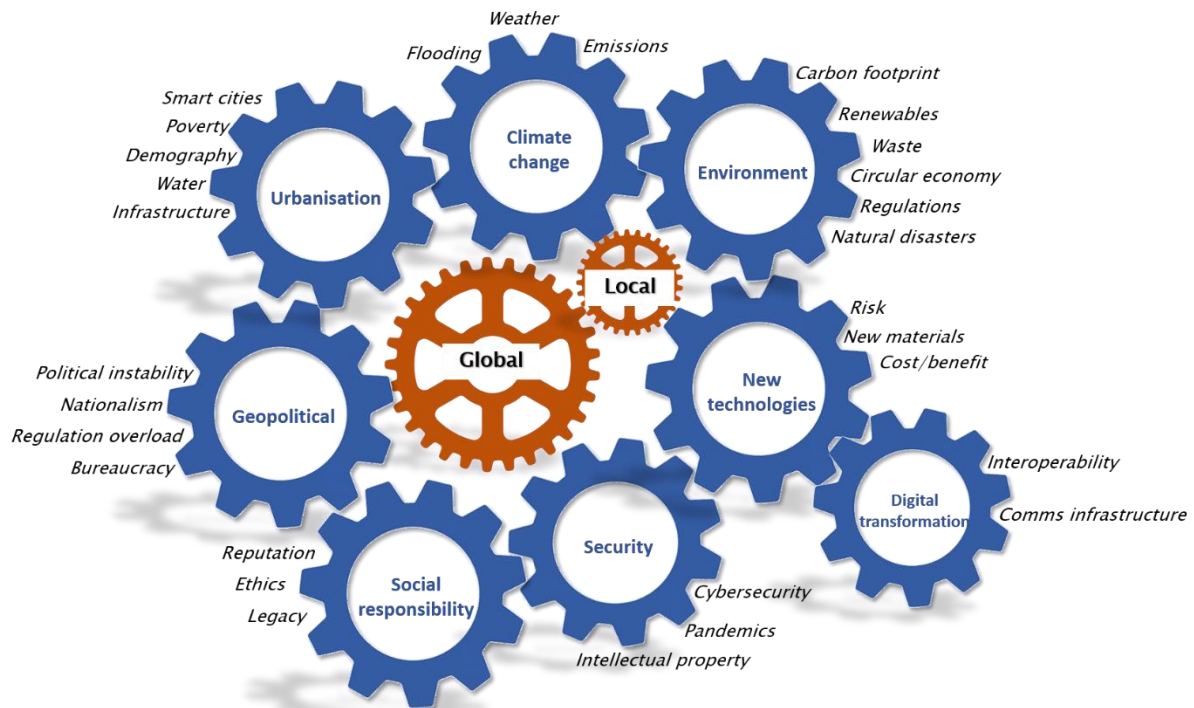 Weather
Flooding
Emissions
Climate
change
Smart cities
Poverty
Demography
Water
Infrastructure
Urbanisation
Carbon footprint
Renewables
Waste
Circular economy
Regulations
Natural disasters
Environment
Local
Global
Risk
New materials
Cost/benefit
New
technologies
Political instability
Nationalism
Regulation overload
Bureaucracy
Geopolitical
Interoperability
Comms infrastructure
Digital
transformation
Reputation
Ethics
Legacy
Social
responsibility
Security
Cybersecurity
Pandemics
Intellectual property